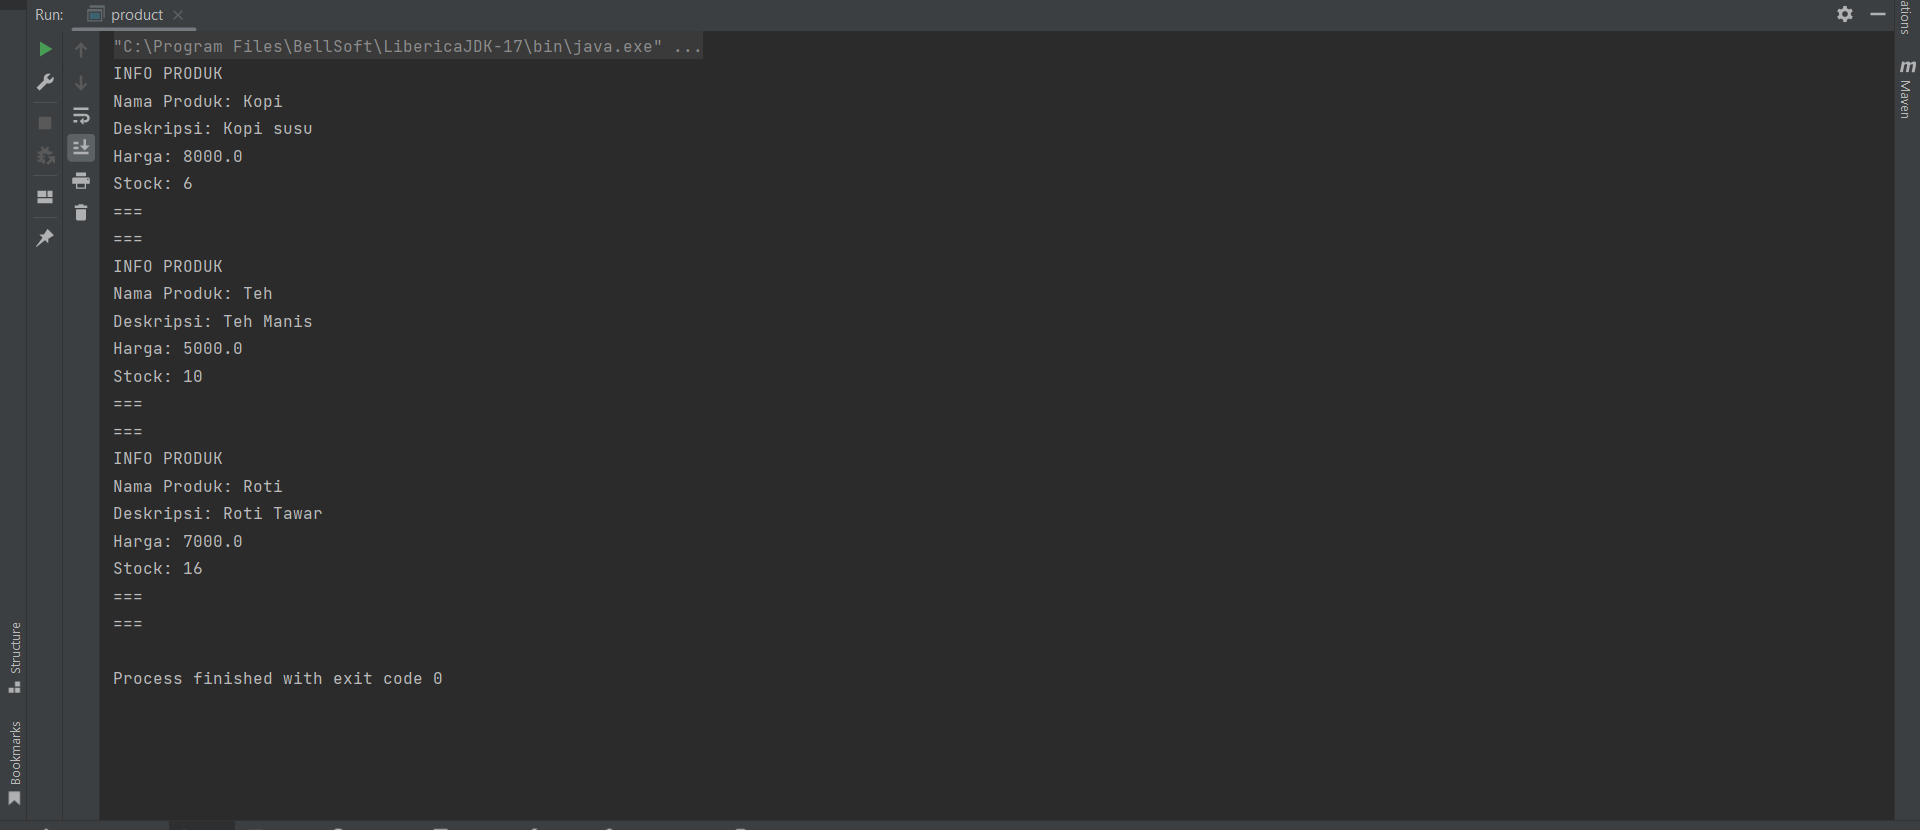 Run: product
"C:\Program Files\BellSoft\LibericaJDK-17\bin\java.exe" ...
INFO PRODUK
Nama Produk: Kopi
Deskripsi: Kopi susu
Harga: 8000.0
Stock: 6
===
===
INFO PRODUK
Nama Produk: Teh
Deskripsi: Teh Manis
Harga: 5000.0
Stock: 10
===
===
INFO PRODUK
Nama Produk: Roti
Deskripsi: Roti Tawar
Harga: 7000.0
Stock: 16
===
===
Process finished with exit code 0
Structure
Bookmarks
m
Maven